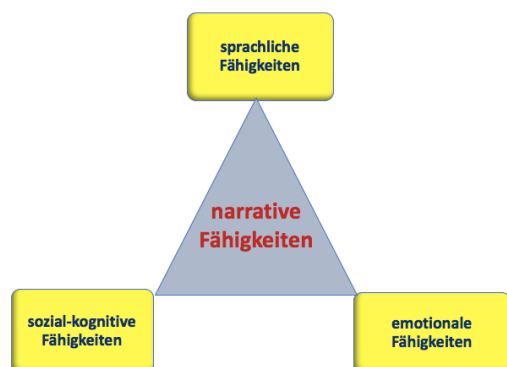 sprachliche
Fähigkeiten
narrative
Fähigkeiten
sozial-kognitive
Fähigkeiten
emotionale
Fähigkeiten